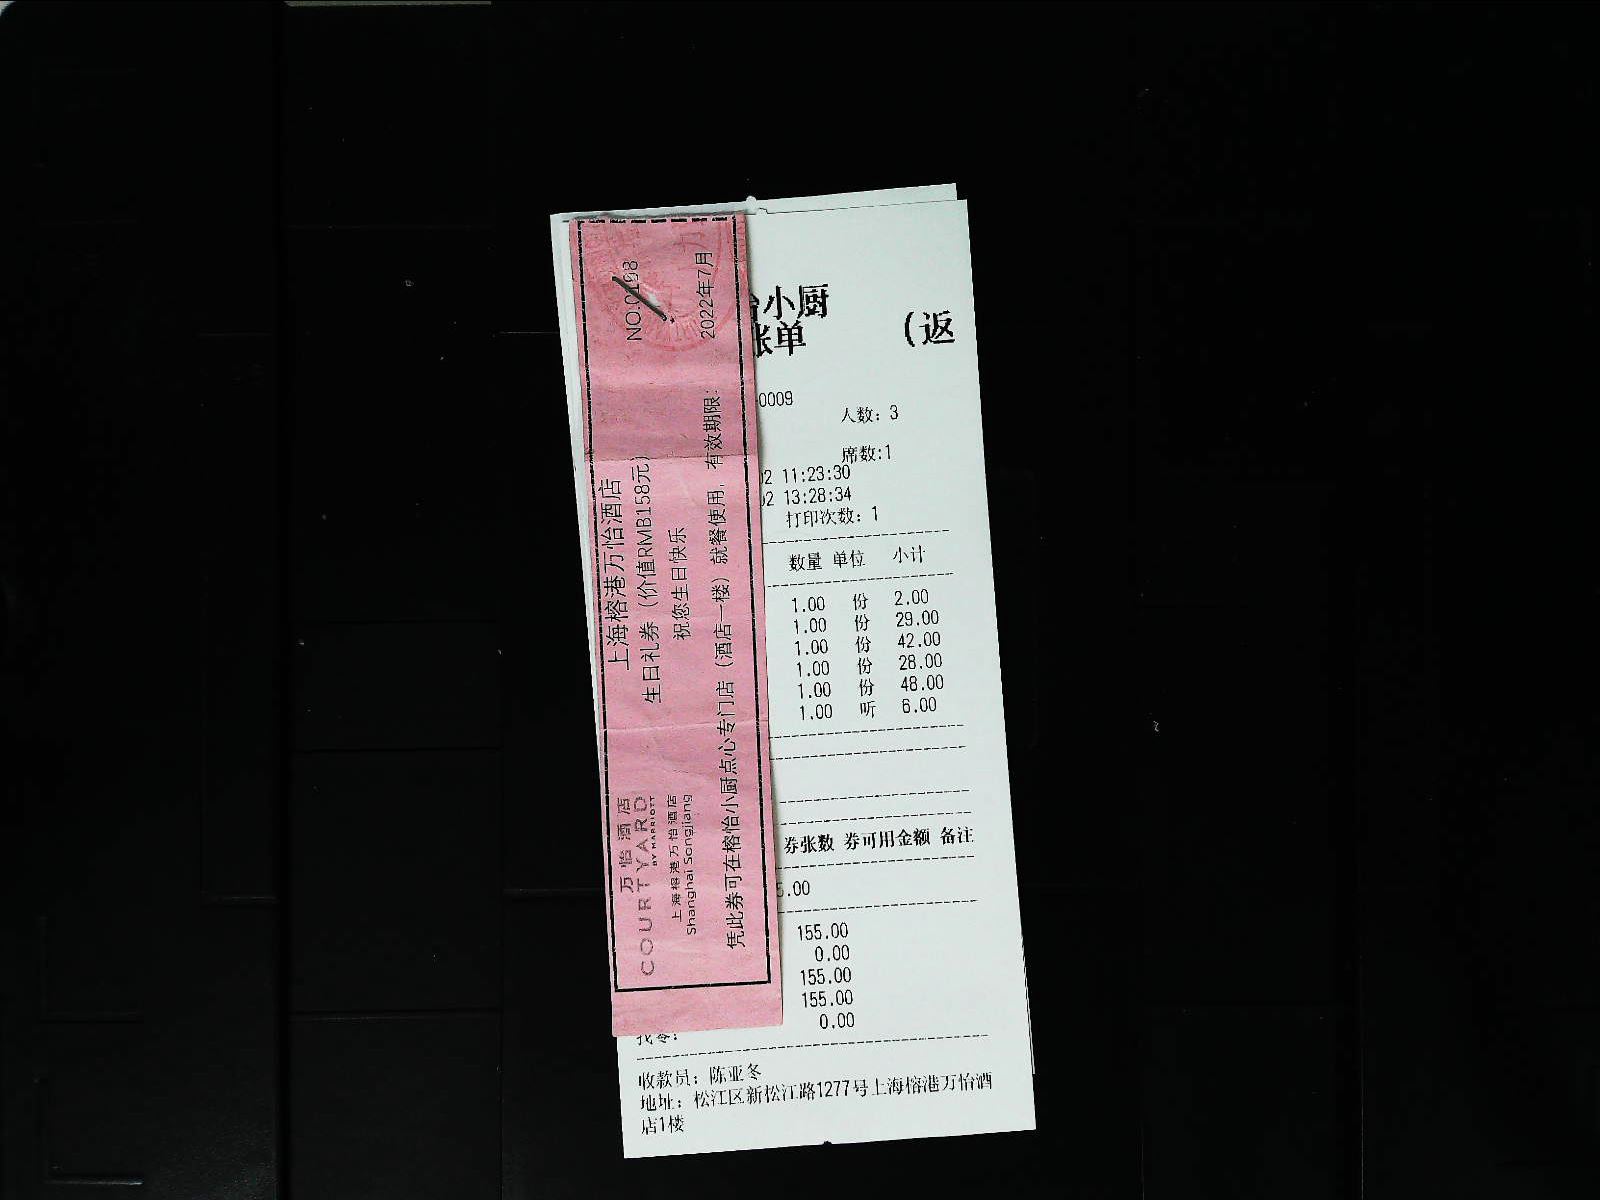 上海榕港万怡酒店
生日礼券（价值RMB158元）
祝您生日快乐
凭此券可在榕怡小厨点心专门店（酒店一楼）就餐使用，有效期限：2022年7月
万怡酒店
COURTYARD
BY MARRIOTT
上海榕港万怡酒店
Shanghai Songjiang
小厨
账单 (返
-0009
人数：3
席数:1
02 11:23:30
02 13:28:34
打印次数：1
数量 单位 小计
1.00 份 2.00
1.00 份 29.00
1.00 份 42.00
1.00 份 28.00
1.00 份 48.00
1.00 听 6.00
券张数 券可用金额 备注
5.00
155.00
0.00
155.00
155.00
0.00
找零：
收款员：陈亚冬
地址：松江区新松江路1277号上海榕港万怡酒
店1楼